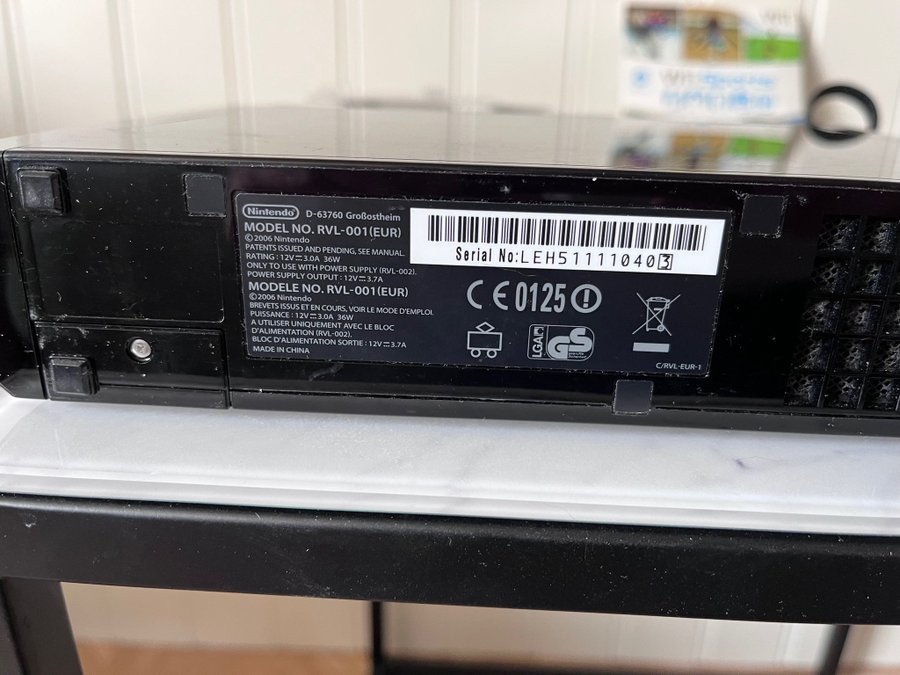 Nintendo D-63760 Großostheim
MODEL NO. RVL-001(EUR)
©2006 Nintendo
PATENTS ISSUED AND PENDING, SEE MANUAL.
RATING : 12V⎓3.0A 36W
ONLY TO USE WITH POWER SUPPLY (RVL-002).
POWER SUPPLY OUTPUT : 12V⎓3.7A
MODELE NO. RVL-001(EUR)
©2006 Nintendo
BREVETS ISSUS ET EN COURS, VOIR LE MODE D'EMPLOI.
PUISSANCE : 12V⎓3.0A 36W
A UTILISER UNIQUEMENT AVEC LE BLOC
D'ALIMENTATION (RVL-002).
BLOC D'ALIMENTATION SORTIE : 12V⎓3.7A
MADE IN CHINA
Serial No:LEH511110403
CE0125
LGA GS
C/RVL-EUR-1
Wii